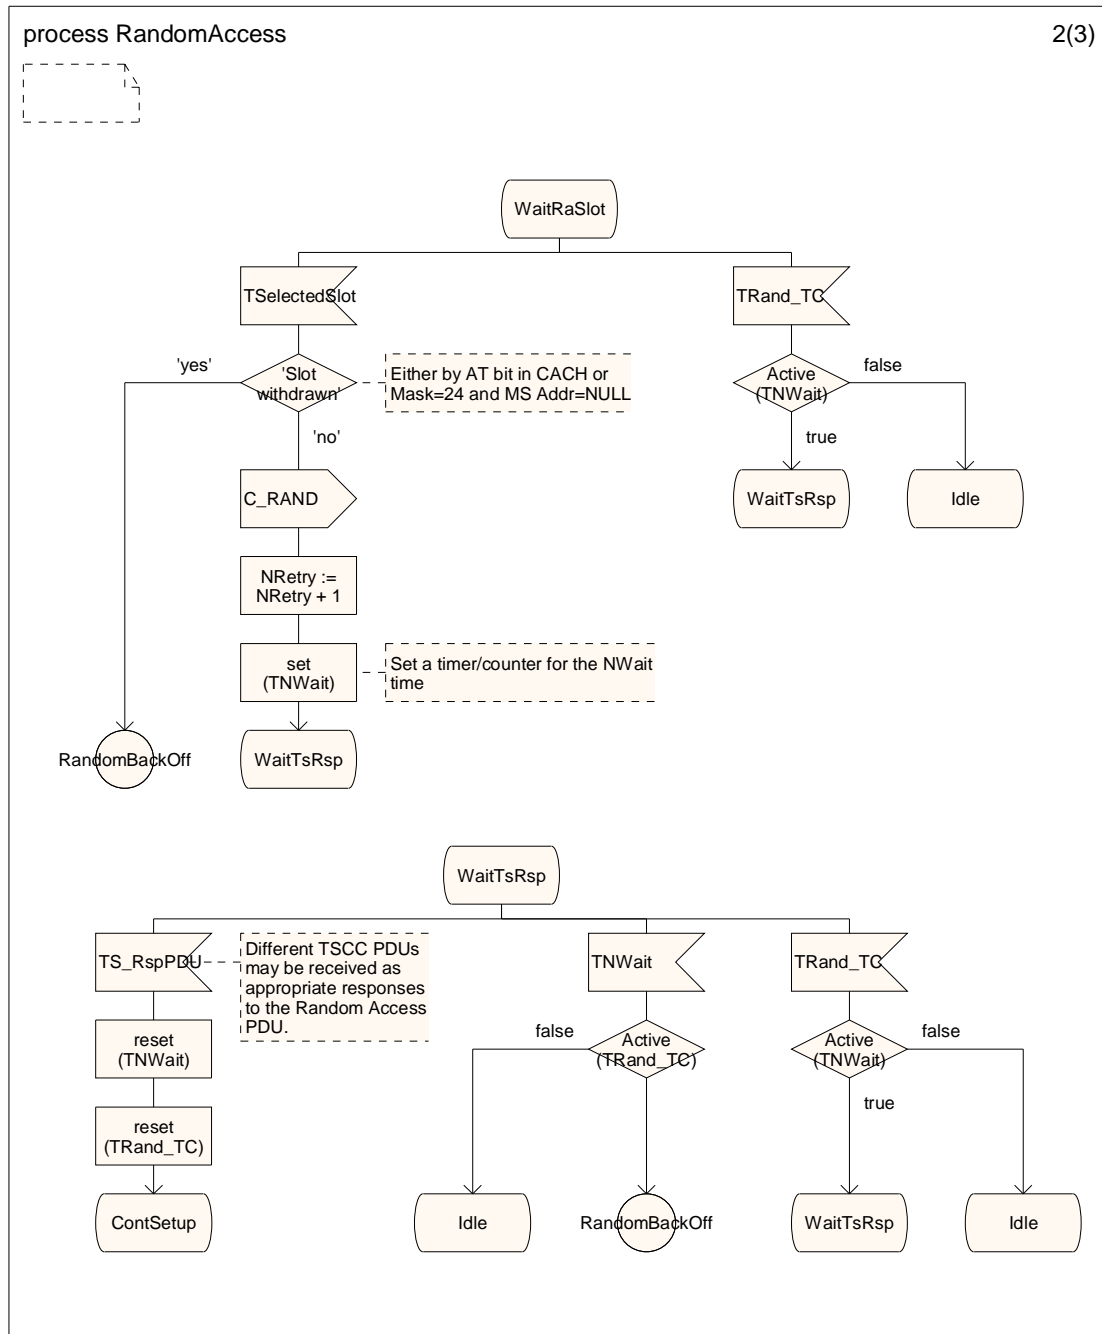 process RandomAccess
2(3)
WaitRaSlot
TSelectedSlot
TRand_TC
'yes'
'Slot
withdrawn'
Either by AT bit in CACH or
Mask=24 and MS Addr=NULL
Active
(TNWait)
false
'no'
true
C_RAND
WaitTsRsp
Idle
NRetry :=
NRetry + 1
set
(TNWait)
Set a timer/counter for the NWait
time
RandomBackOff
WaitTsRsp
WaitTsRsp
TS_RspPDU
Different TSCC PDUs
may be received as
appropriate responses
to the Random Access
PDU.
TNWait
TRand_TC
reset
(TNWait)
false
Active
(TRand_TC)
Active
(TNWait)
false
true
reset
(TRand_TC)
ContSetup
Idle
RandomBackOff
WaitTsRsp
Idle